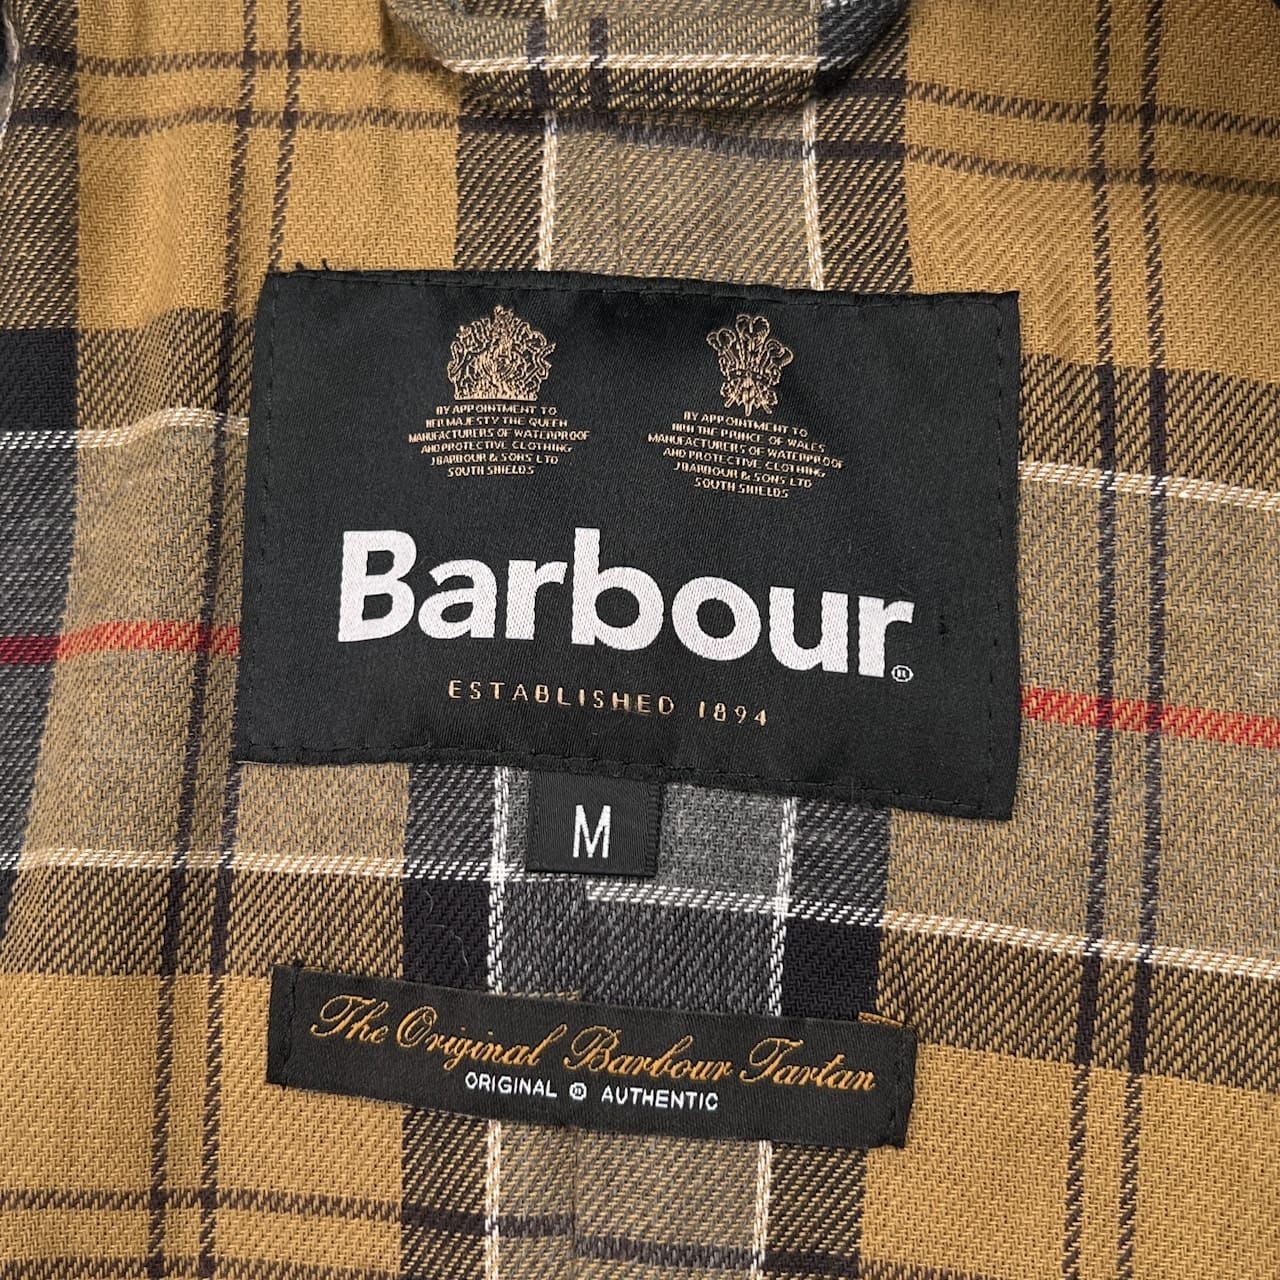 BY APPOINTMENT TO
HER MAJESTY THE QUEEN
MANUFACTURERS OF WATERPROOF
AND PROTECTIVE CLOTHING
J BARBOUR & SONS LTD
SOUTH SHIELDS
BY APPOINTMENT TO
HRH THE PRINCE OF WALES
MANUFACTURERS OF WATERPROOF
AND PROTECTIVE CLOTHING
J BARBOUR & SONS LTD
SOUTH SHIELDS
Barbour®
ESTABLISHED 1894
M
The Original Barbour Tartan
ORIGINAL ® AUTHENTIC